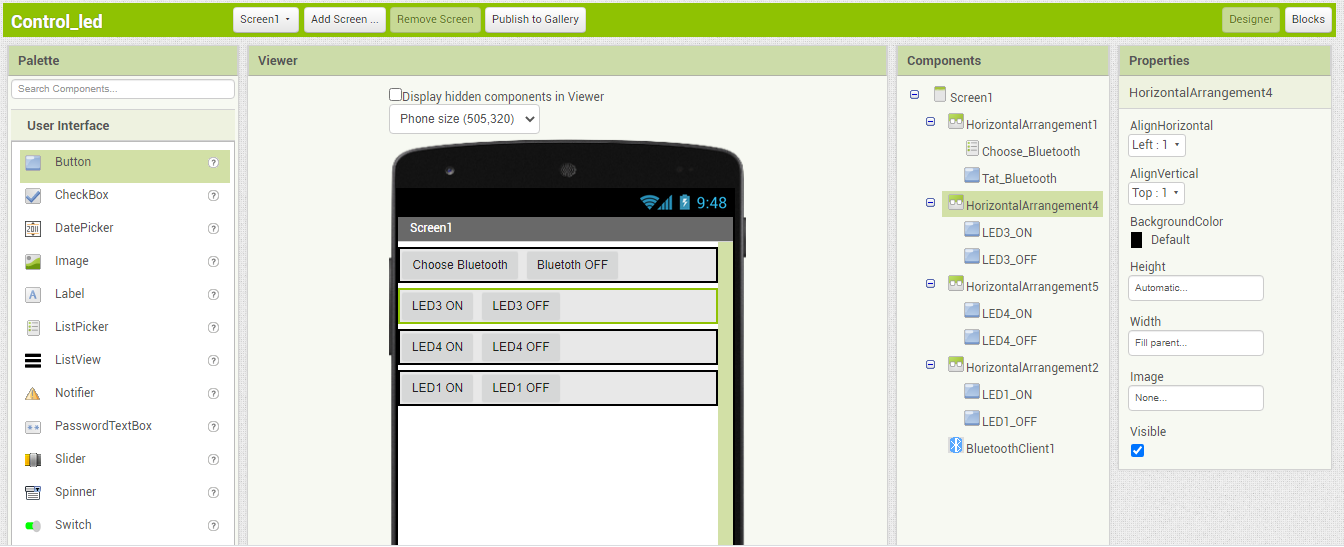 Control_led
Screen1
Add Screen ...
Remove Screen
Publish to Gallery
Designer
Blocks
Palette
Search Components...
User Interface
Button
?
CheckBox
?
2011
DatePicker
?
Image
?
A
Label
?
ListPicker
?
ListView
?
Notifier
?
PasswordTextBox
?
Slider
?
Spinner
?
Switch
?
Viewer
Display hidden components in Viewer
Phone size (505,320)
9:48
Screen1
Choose Bluetooth
Bluetoth OFF
LED3 ON
LED3 OFF
LED4 ON
LED4 OFF
LED1 ON
LED1 OFF
Components
Screen1
HorizontalArrangement1
Choose_Bluetooth
Tat_Bluetooth
HorizontalArrangement4
LED3_ON
LED3_OFF
HorizontalArrangement5
LED4_ON
LED4_OFF
HorizontalArrangement2
LED1_ON
LED1_OFF
BluetoothClient1
Properties
HorizontalArrangement4
AlignHorizontal
Left : 1
AlignVertical
Top : 1
BackgroundColor
Default
Height
Automatic...
Width
Fill parent...
Image
None...
Visible